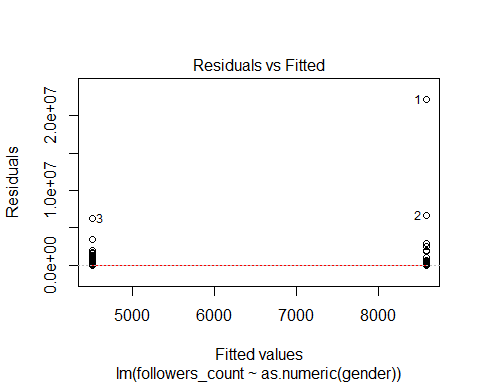 Residuals vs Fitted
Residuals
0.0e+00
1.0e+07
2.0e+07
1
2
3
5000
6000
7000
8000
Fitted values
lm(followers_count ~ as.numeric(gender))